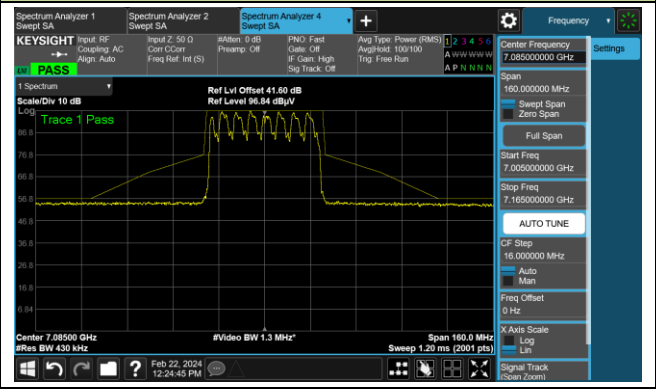 Spectrum Analyzer 1
Swept SA
Spectrum Analyzer 2
Swept SA
Spectrum Analyzer 4
Swept SA
Frequency
KEYSIGHT
Input: RF
Coupling: AC
Align: Auto
Input Z: 50 Ω
Corr CCorr
Freq Ref: Int (S)
#Atten: 0 dB
Preamp: Off
PNO: Fast
Gate: Off
IF Gain: High
Sig Track: Off
Avg Type: Power (RMS)
Avg|Hold: 100/100
Trig: Free Run
1 2 3 4 5 6
A W W W W W
A P N N N N
PASS
1 Spectrum
Scale/Div 10 dB
Ref Lvl Offset 41.60 dB
Ref Level 96.84 dBµV
Log
Trace 1 Pass
86.8
76.8
66.8
56.8
46.8
36.8
26.8
16.8
6.84
Center 7.08500 GHz
#Res BW 430 kHz
#Video BW 1.3 MHz*
Span 160.0 MHz
Sweep 1.20 ms (2001 pts)
Center Frequency
7.085000000 GHz
Settings
Span
160.000000 MHz
Swept Span
Zero Span
Full Span
Start Freq
7.005000000 GHz
Stop Freq
7.165000000 GHz
AUTO TUNE
CF Step
16.000000 MHz
Auto
Man
Freq Offset
0 Hz
X Axis Scale
Log
Lin
Signal Track
(Span Zoom)
?
Feb 22, 2024
12:24:45 PM